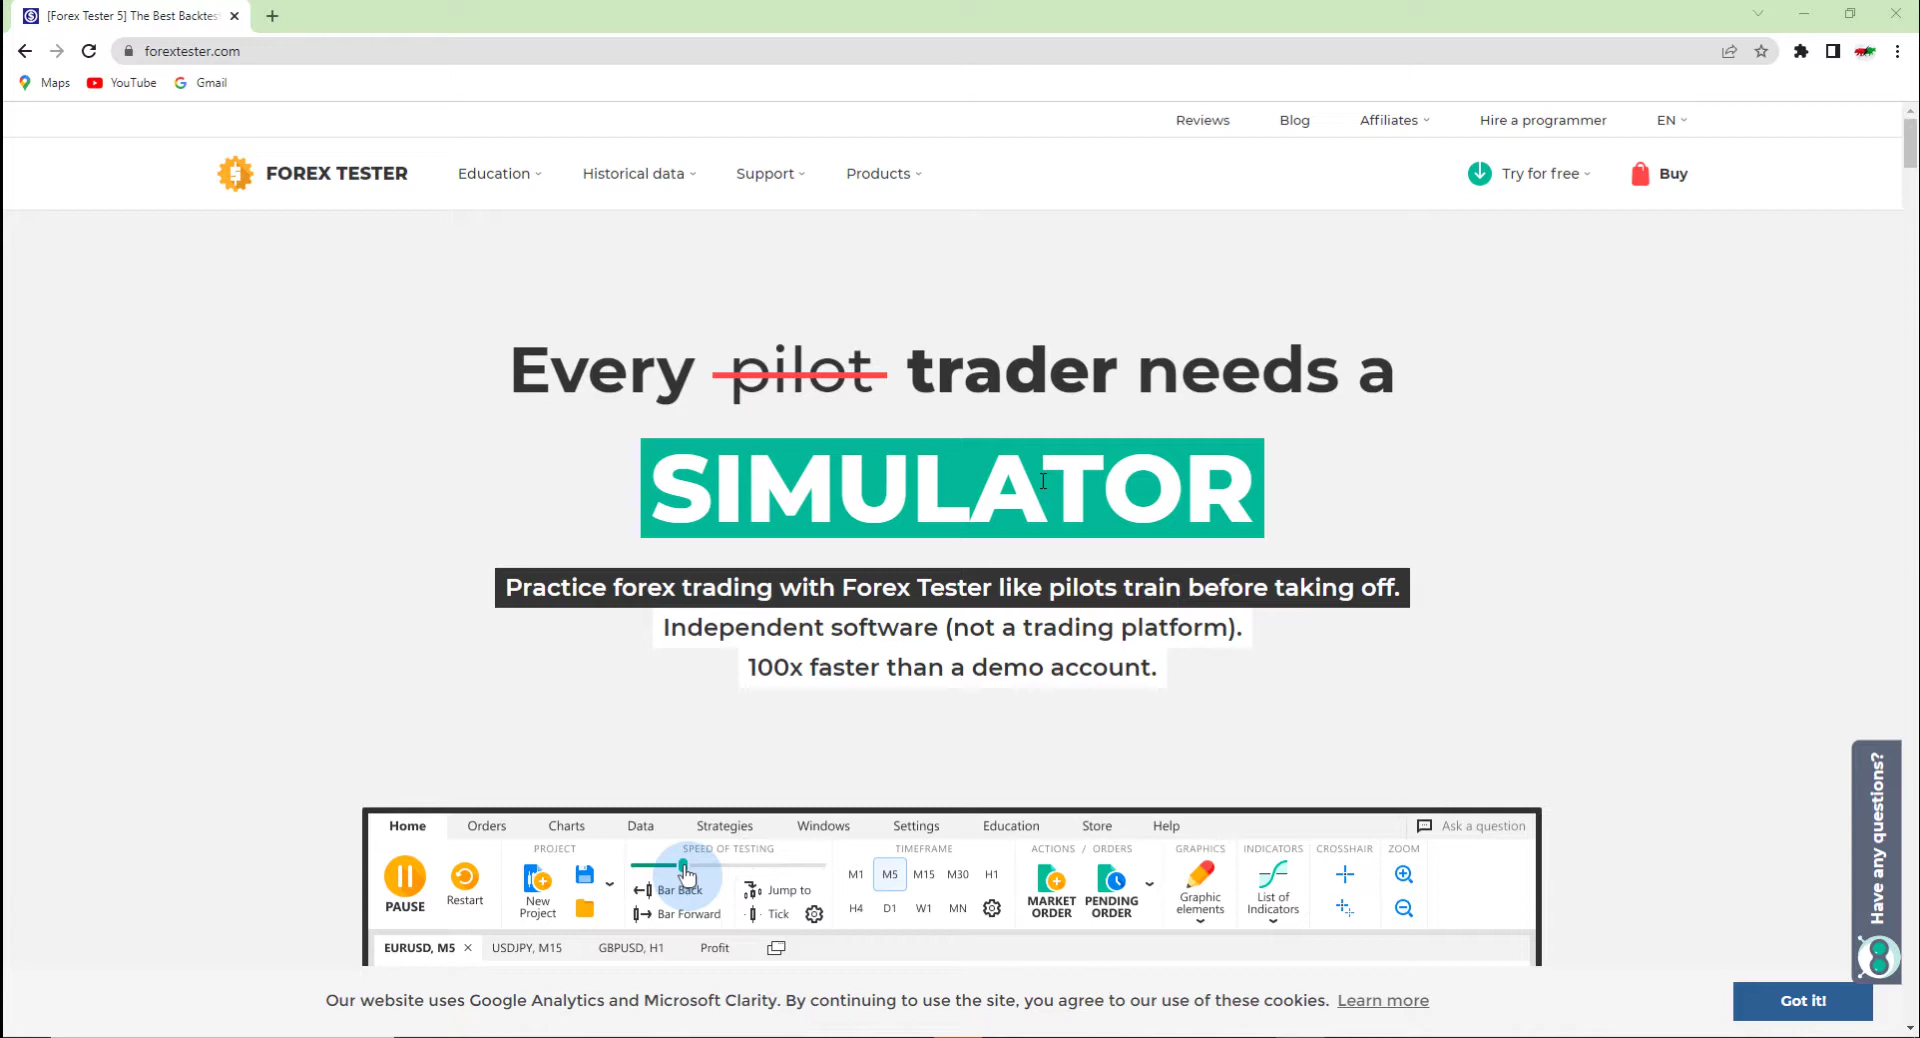 [Forex Tester 5] The Best Backtes
forextester.com
Maps YouTube Gmail
Reviews Blog Affiliates Hire a programmer EN
FOREX TESTER Education Historical data Support Products Try for free Buy
Every pilot trader needs a
SIMULATOR
Practice forex trading with Forex Tester like pilots train before taking off.
Independent software (not a trading platform).
100x faster than a demo account.
Have any questions?
Home Orders Charts Data Strategies Windows Settings Education Store Help Ask a question
PROJECT SPEED OF TESTING TIMEFRAME ACTIONS / ORDERS GRAPHICS INDICATORS CROSSHAIR ZOOM
PAUSE Restart New Project Bar Back Jump to M1 M5 M15 M30 H1 MARKET ORDER PENDING ORDER Graphic elements List of Indicators
Bar Forward Tick H4 D1 W1 MN
EURUSD, M5 USDJPY, M15 GBPUSD, H1 Profit
Our website uses Google Analytics and Microsoft Clarity. By continuing to use the site, you agree to our use of these cookies. Learn more Got it!